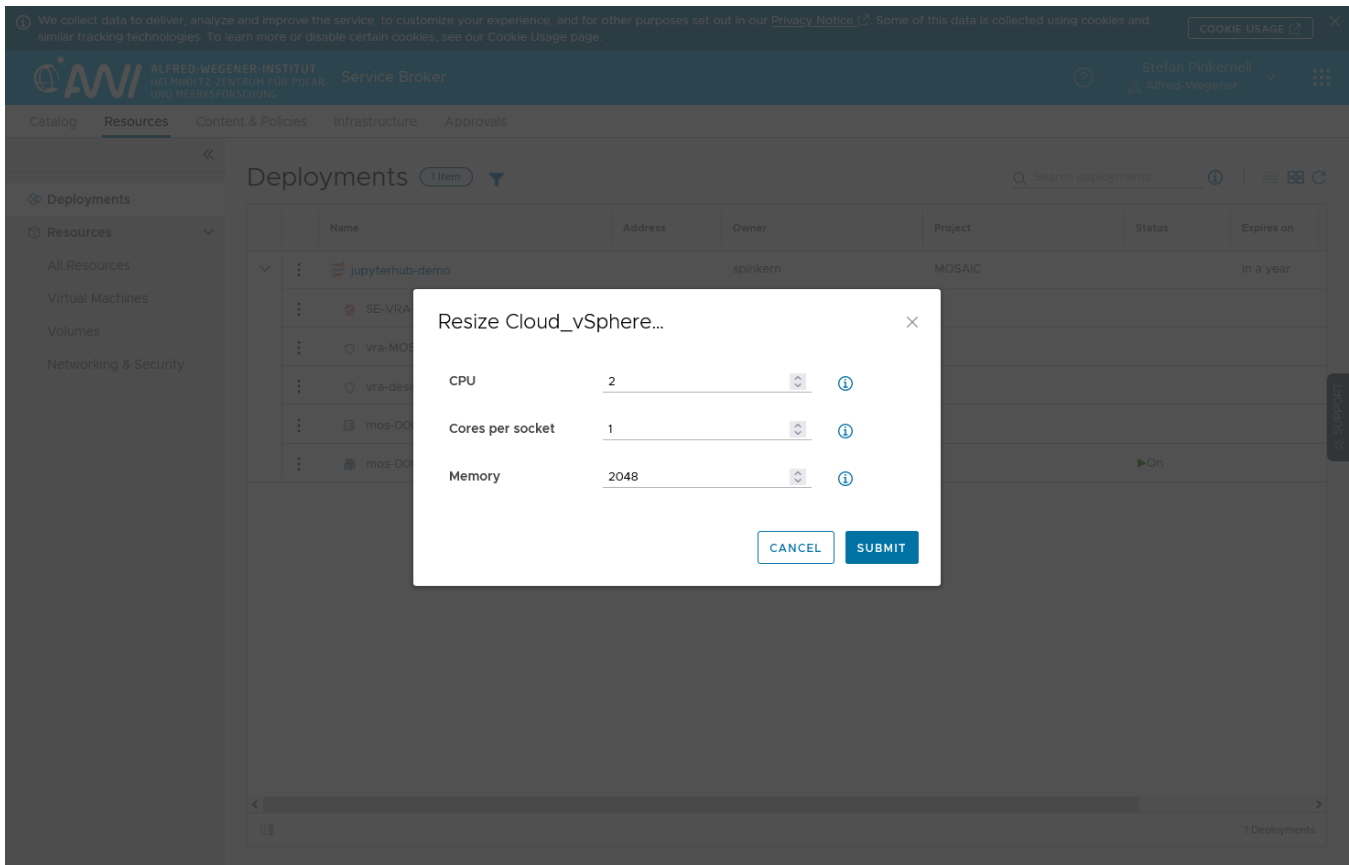 We collect data to deliver, analyze and improve the service, to customize your experience, and for other purposes set out in our Privacy Notice. Some of this data is collected using cookies and
similar tracking technologies. To learn more or disable certain cookies, see our Cookie Usage page.
COOKIE USAGE
AWI
ALFRED-WEGENER-INSTITUT
HELMHOLTZ-ZENTRUM FÜR POLAR-
UND MEERESFORSCHUNG
Service Broker
Stefan Pinkernell
Alfred-Wegener...
Catalog Resources Content & Policies Infrastructure Approvals
Deployments 1 Item
Search deployments
Deployments
Resources
All Resources
Virtual Machines
Volumes
Networking & Security
Name Address Owner Project Status Expires on
jupyterhub-demo spinkern MOSAIC in a year
SE-VRA
vra-MOS
vra-des
mos-00
mos-00 On
Resize Cloud_vSphere...
CPU 2
Cores per socket 1
Memory 2048
CANCEL SUBMIT
SUPPORT
1 Deployments